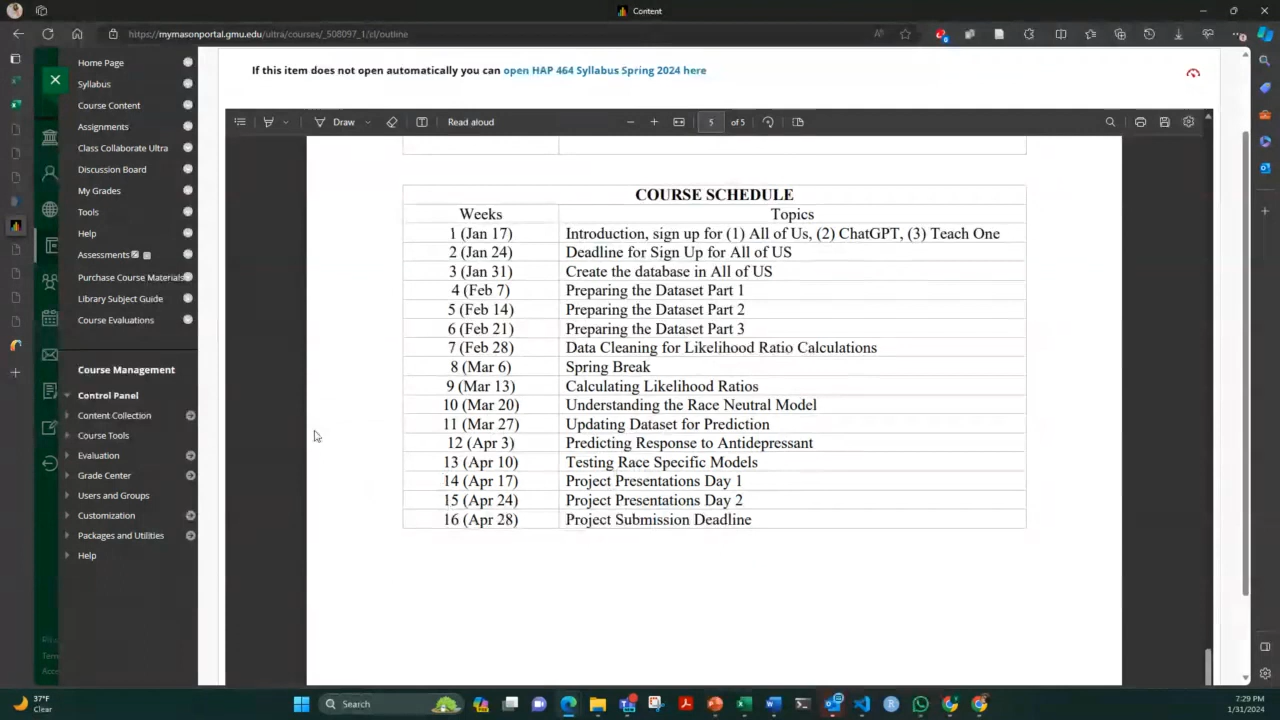 Content
https://mymasonportal.gmu.edu/ultra/courses/_508097_1/cl/outline
Home Page
Syllabus
Course Content
Assignments
Class Collaborate Ultra
Discussion Board
My Grades
Tools
Help
Assessments
Purchase Course Materials
Library Subject Guide
Course Evaluations
Course Management
Control Panel
Content Collection
Course Tools
Evaluation
Grade Center
Users and Groups
Customization
Packages and Utilities
Help
If this item does not open automatically you can open HAP 464 Syllabus Spring 2024 here
Draw
Read aloud
5 of 5
COURSE SCHEDULE
Weeks Topics
1 (Jan 17) Introduction, sign up for (1) All of Us, (2) ChatGPT, (3) Teach One
2 (Jan 24) Deadline for Sign Up for All of US
3 (Jan 31) Create the database in All of US
4 (Feb 7) Preparing the Dataset Part 1
5 (Feb 14) Preparing the Dataset Part 2
6 (Feb 21) Preparing the Dataset Part 3
7 (Feb 28) Data Cleaning for Likelihood Ratio Calculations
8 (Mar 6) Spring Break
9 (Mar 13) Calculating Likelihood Ratios
10 (Mar 20) Understanding the Race Neutral Model
11 (Mar 27) Updating Dataset for Prediction
12 (Apr 3) Predicting Response to Antidepressant
13 (Apr 10) Testing Race Specific Models
14 (Apr 17) Project Presentations Day 1
15 (Apr 24) Project Presentations Day 2
16 (Apr 28) Project Submission Deadline
37°F
Clear
Search
7:29 PM
1/31/2024